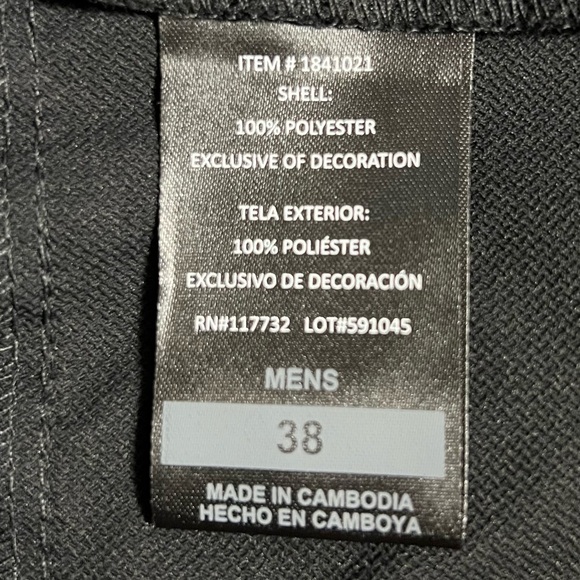 ITEM # 1841021
SHELL:
100% POLYESTER
EXCLUSIVE OF DECORATION
TELA EXTERIOR:
100% POLIÉSTER
EXCLUSIVO DE DECORACIÓN
RN#117732 LOT#591045
MENS
38
MADE IN CAMBODIA
HECHO EN CAMBOYA